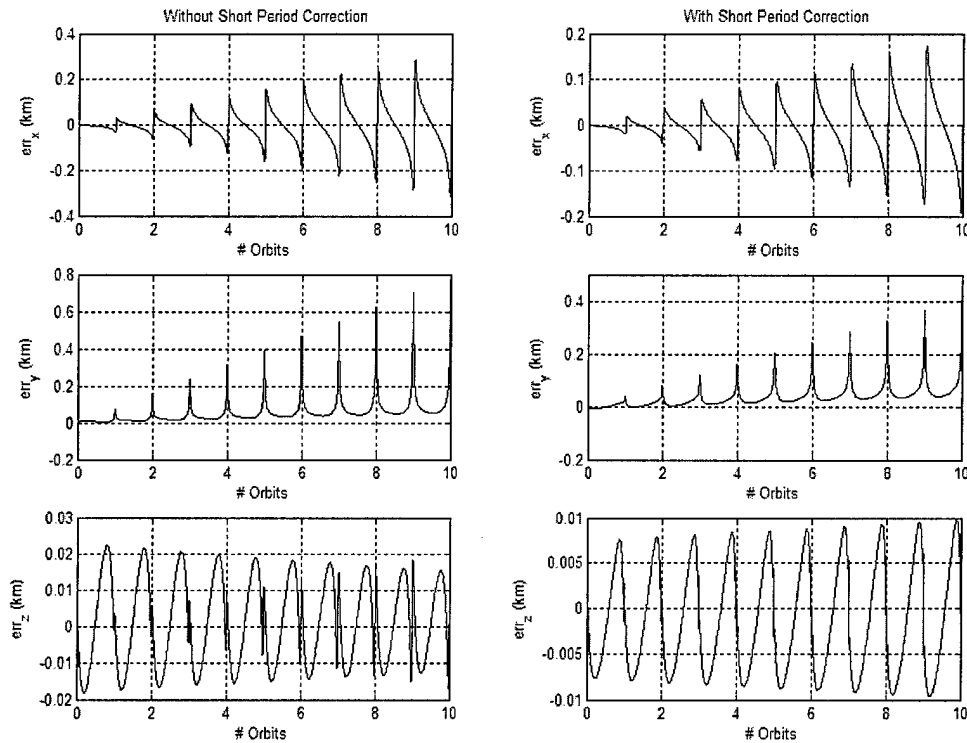 Without Short Period Correction
0.4
0.2
0
-0.2
-0.4
err_x (km)
0 2 4 6 8 10
# Orbits
With Short Period Correction
0.2
0.1
0
-0.1
-0.2
err_x (km)
0 2 4 6 8 10
# Orbits
0.8
0.6
0.4
0.2
0
-0.2
err_y (km)
0 2 4 6 8 10
# Orbits
0.4
0.2
0
-0.2
err_y (km)
0 2 4 6 8 10
# Orbits
0.03
0.02
0.01
0
-0.01
-0.02
err_z (km)
0 2 4 6 8 10
# Orbits
0.01
0.005
0
-0.005
-0.01
err_z (km)
0 2 4 6 8 10
# Orbits